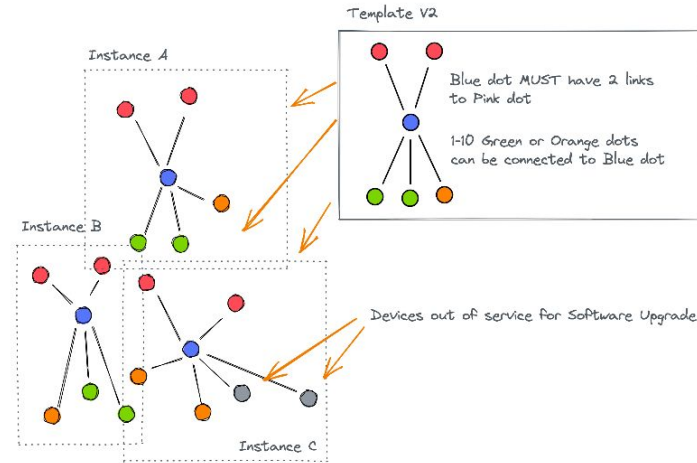 Template V2
Instance A
Blue dot MUST have 2 links
to Pink dot
1-10 Green or Orange dots
can be connected to Blue dot
Instance B
Devices out of service for Software Upgrade
Instance C